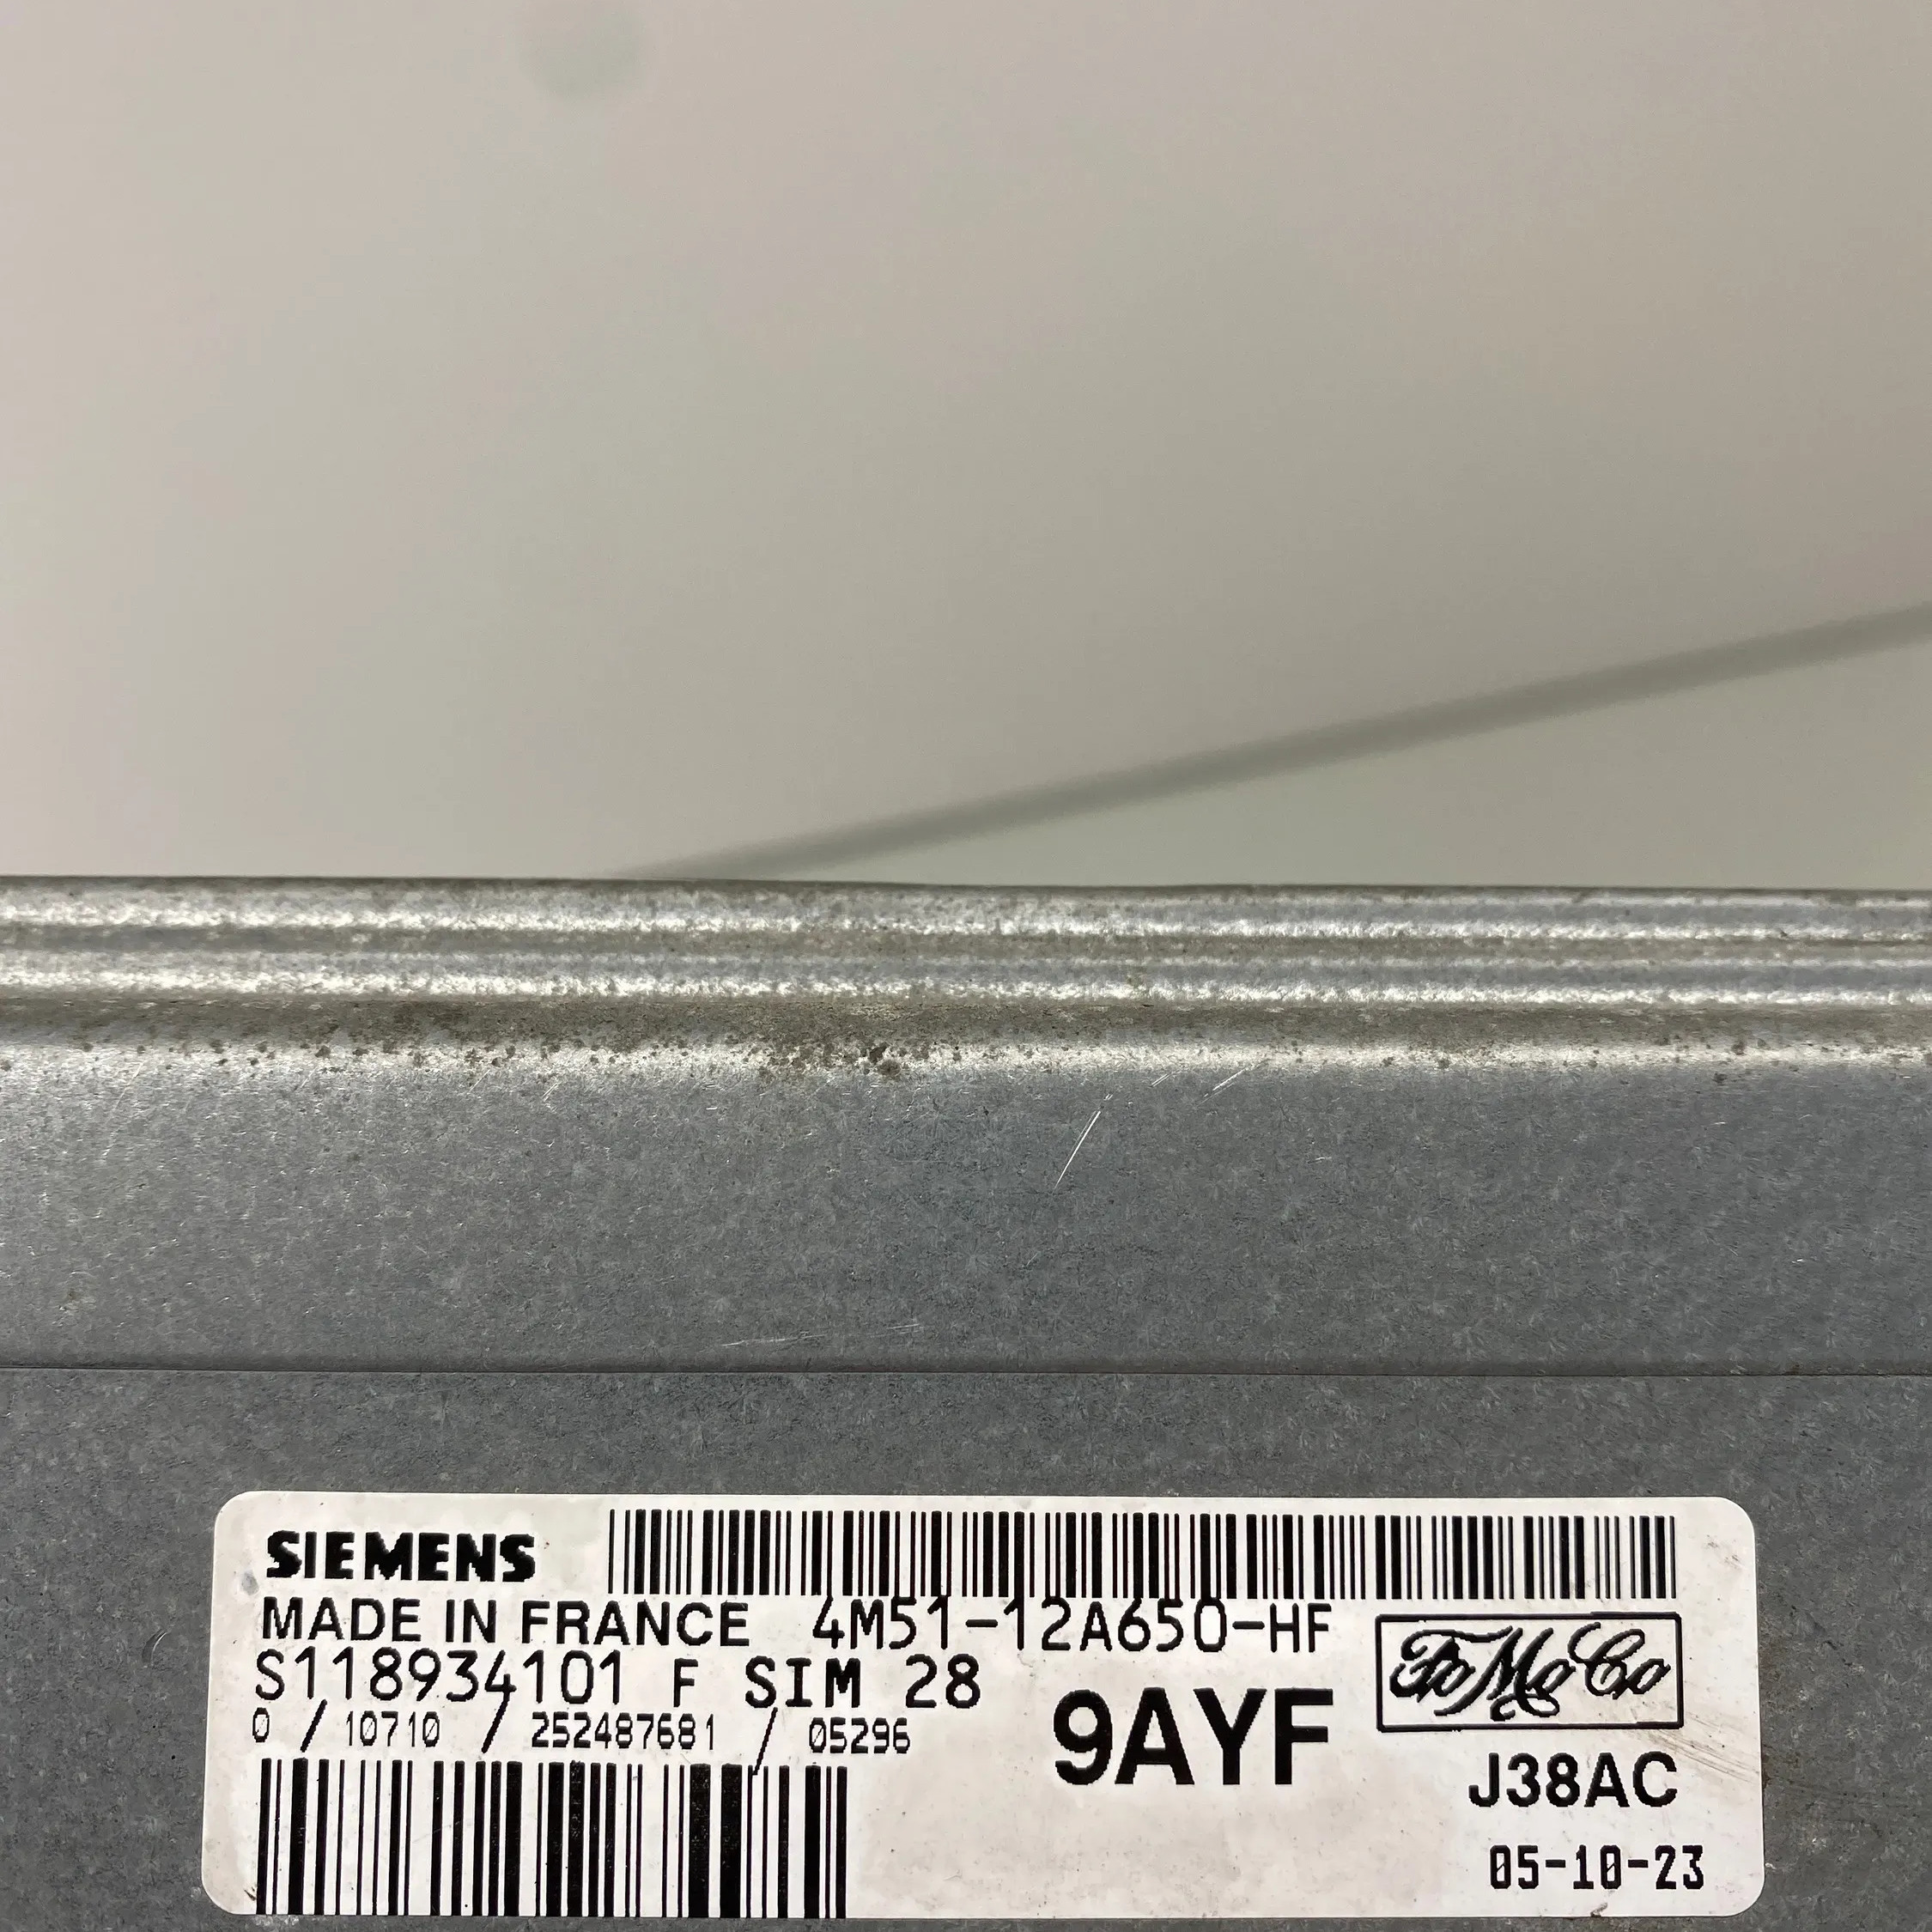 SIEMENS
MADE IN FRANCE 4M51-12A650-HF
S118934101 F SIM 28
0 / 10710 / 252487681 / 05296
9AYF
FoMoCo
J38AC
05-10-23